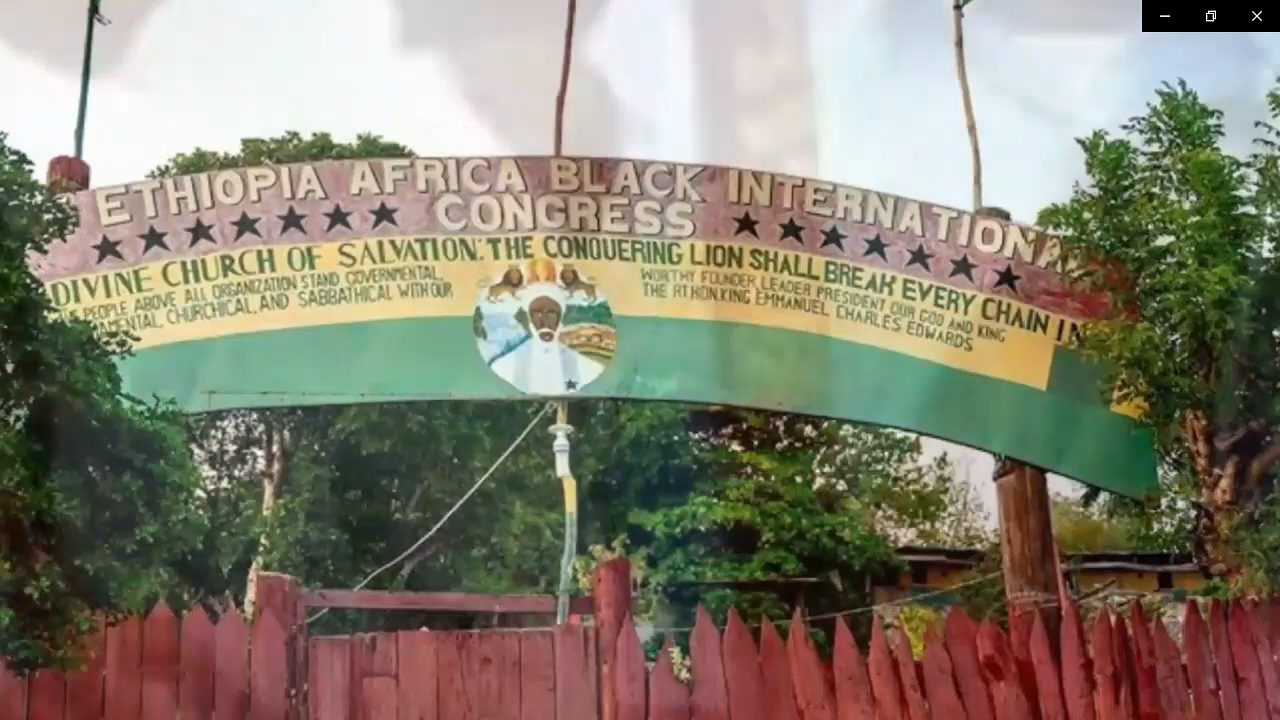 ETHIOPIA AFRICA BLACK INTERNATIONA
CONGRESS
DIVINE CHURCH OF SALVATION. THE CONQUERING LION SHALL BREAK EVERY CHAIN IN
PEOPLE, ABOVE ALL ORGANIZATION STAND GOVERNMENTAL,
CHURCHICAL, AND SABBATHICAL WITH OUR
WORTHY FOUNDER LEADER PRESIDENT OUR GOD AND KING
THE RT.HON.KING EMMANUEL CHARLES EDWARDS